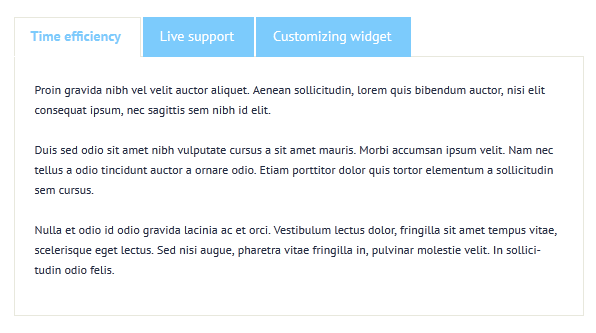 Time efficiency Live support Customizing widget
Proin gravida nibh vel velit auctor aliquet. Aenean sollicitudin, lorem quis bibendum auctor, nisi elit
consequat ipsum, nec sagittis sem nibh id elit.
Duis sed odio sit amet nibh vulputate cursus a sit amet mauris. Morbi accumsan ipsum velit. Nam nec
tellus a odio tincidunt auctor a ornare odio. Etiam porttitor dolor quis tortor elementum a sollicitudin
sem cursus.
Nulla et odio id odio gravida lacinia ac et orci. Vestibulum lectus dolor, fringilla sit amet tempus vitae,
scelerisque eget lectus. Sed nisi augue, pharetra vitae fringilla in, pulvinar molestie velit. In sollici-
tudin odio felis.